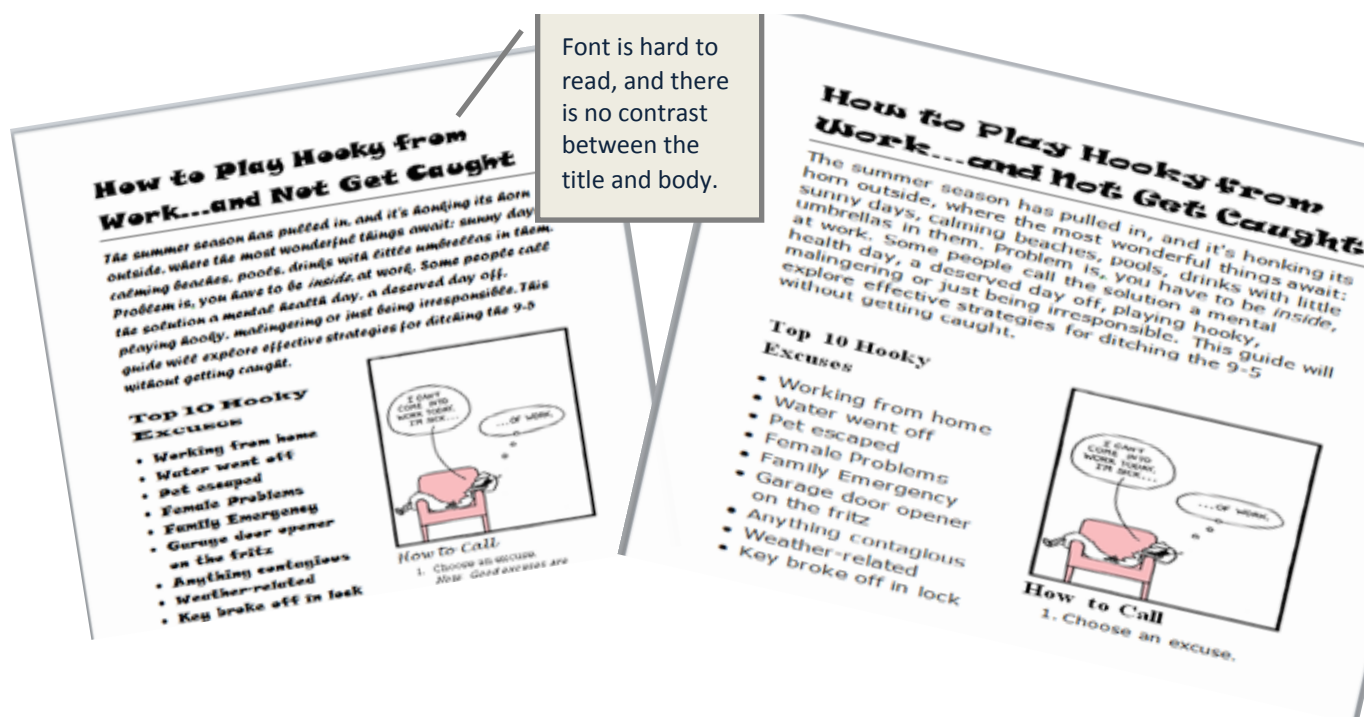 How to Play Hooky from
Work...and Not Get Caught
The summer season has pulled in, and it's honking its horn
outside, where the most wonderful things await: sunny day
calming beaches, pools, drinks with little umbrellas in them.
Problem is, you have to be inside, at work. Some people call
the solution a mental health day, a deserved day off,
playing hooky, malingering or just being irresponsible. This
guide will explore effective strategies for ditching the 9-5
without getting caught.
Top 10 Hooky
Excuses
• Working from home
• Water went off
• Pet escaped
• Female Problems
• Family Emergency
• Garage door opener
on the fritz
• Anything contagious
• Weather-related
• Key broke off in lock
I CAN'T
COME INTO
WORK TODAY,
I'M SICK...
...OF WORK.
How to Call
1. Choose an excuse.
Note: Good excuses are
Font is hard to
read, and there
is no contrast
between the
title and body.
How to Play Hooky from
Work...and Not Get Caught
The summer season has pulled in, and it's honking its
horn outside, where the most wonderful things await:
sunny days, calming beaches, pools, drinks with little
umbrellas in them. Problem is, you have to be inside,
at work. Some people call the solution a mental
health day, a deserved day off, playing hooky,
malingering or just being irresponsible. This guide will
explore effective strategies for ditching the 9-5
without getting caught.
Top 10 Hooky
Excuses
• Working from home
• Water went off
• Pet escaped
• Female Problems
• Family Emergency
• Garage door opener
on the fritz
• Anything contagious
• Weather-related
• Key broke off in lock
I CAN'T
COME INTO
WORK TODAY,
I'M SICK...
...OF WORK.
How to Call
1. Choose an excuse.